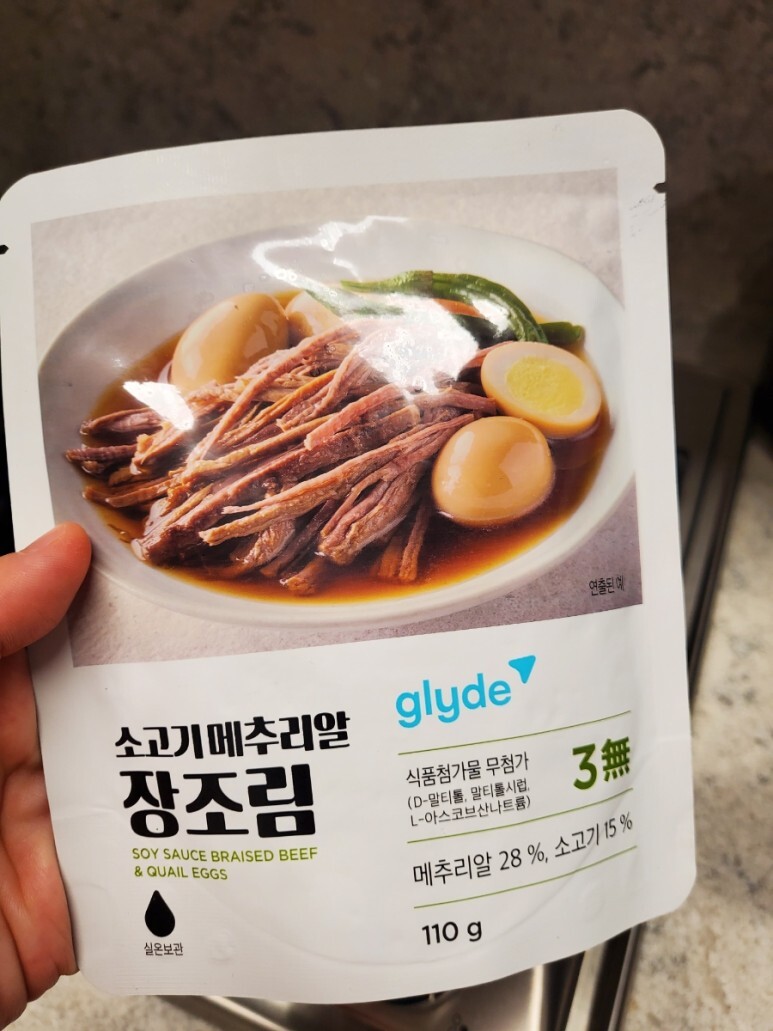 연출된 예
glyde
소고기메추리알
장조림
SOY SAUCE BRAISED BEEF
& QUAIL EGGS
실온보관
식품첨가물 무첨가
(D-말티톨, 말티톨시럽,
L-아스코브산나트륨)
3無
메추리알 28 %, 소고기 15 %
110 g